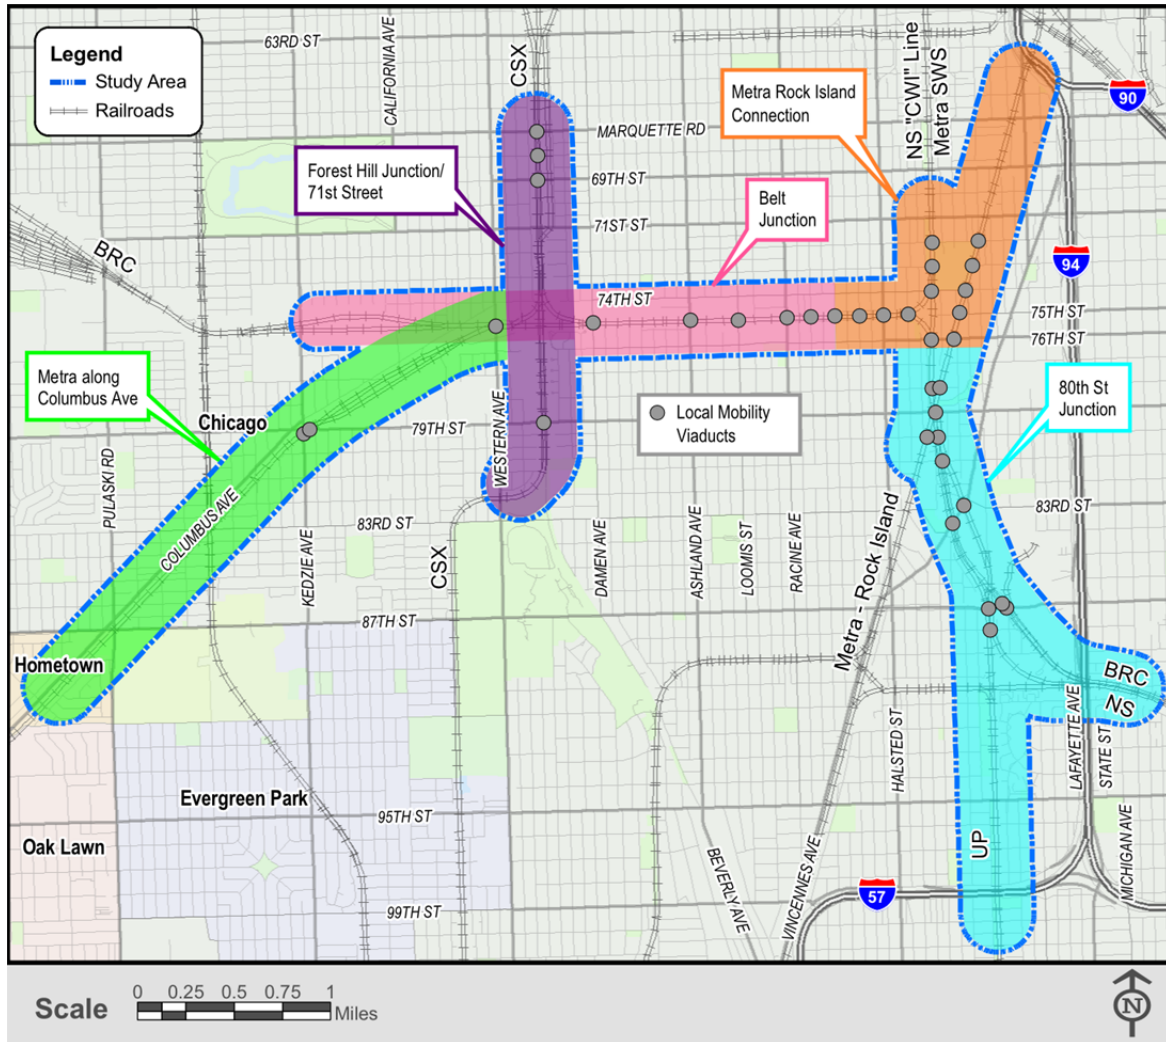 Legend
Study Area
Railroads
63RD ST
CALIFORNIA AVE
CSX
MARQUETTE RD
69TH ST
71ST ST
Forest Hill Junction/
71st Street
Metra Rock Island
Connection
NS "CWI" Line
Metra SWS
90
Belt
Junction
94
BRC
74TH ST
75TH ST
76TH ST
Metra along
Columbus Ave
Chicago
79TH ST
WESTERN AVE
Local Mobility
Viaducts
80th St
Junction
PULASKI RD
COLUMBUS AVE
KEDZIE AVE
83RD ST
CSX
DAMEN AVE
ASHLAND AVE
LOOMIS ST
RACINE AVE
Metra - Rock Island
83RD ST
87TH ST
Hometown
BRC
NS
HALSTED ST
LAFAYETTE AVE
STATE ST
Evergreen Park
95TH ST
Oak Lawn
BEVERLY AVE
VINCENNES AVE
UP
MICHIGAN AVE
57
99TH ST
Scale
0 0.25 0.5 0.75 1
Miles
N